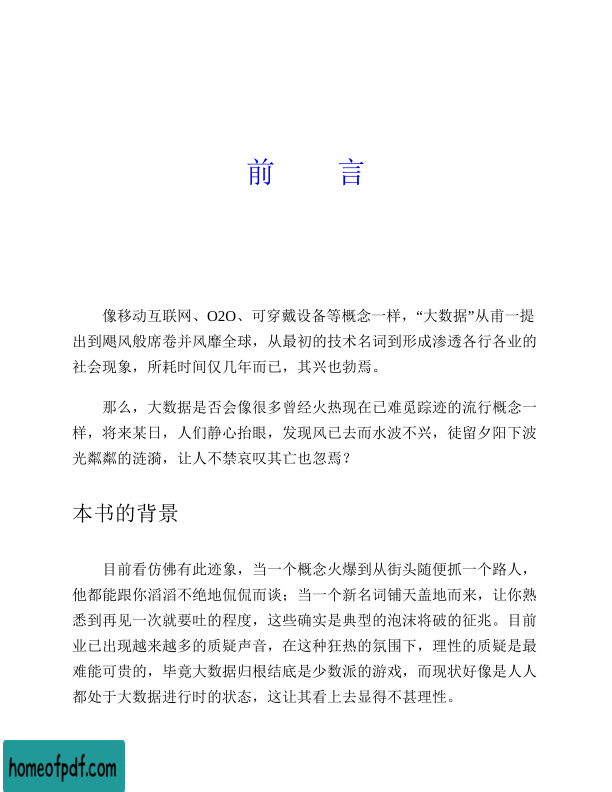 前　　言
像移动互联网、O2O、可穿戴设备等概念一样，“大数据”从甫一提
出到飓风般席卷并风靡全球，从最初的技术名词到形成渗透各行各业的
社会现象，所耗时间仅几年而已，其兴也勃焉。
那么，大数据是否会像很多曾经火热现在已难觅踪迹的流行概念一
样，将来某日，人们静心抬眼，发现风已去而水波不兴，徒留夕阳下波
光粼粼的涟漪，让人不禁哀叹其亡也忽焉？
本书的背景
目前看仿佛有此迹象，当一个概念火爆到从街头随便抓一个路人，
他都能跟你滔滔不绝地侃侃而谈；当一个新名词铺天盖地而来，让你熟
悉到再见一次就要吐的程度，这些确实是典型的泡沫将破的征兆。目前
业已出现越来越多的质疑声音，在这种狂热的氛围下，理性的质疑是最
难能可贵的，毕竟大数据归根结底是少数派的游戏，而现状好像是人人
都处于大数据进行时的状态，这让其看上去显得不甚理性。
homeofpdf.com